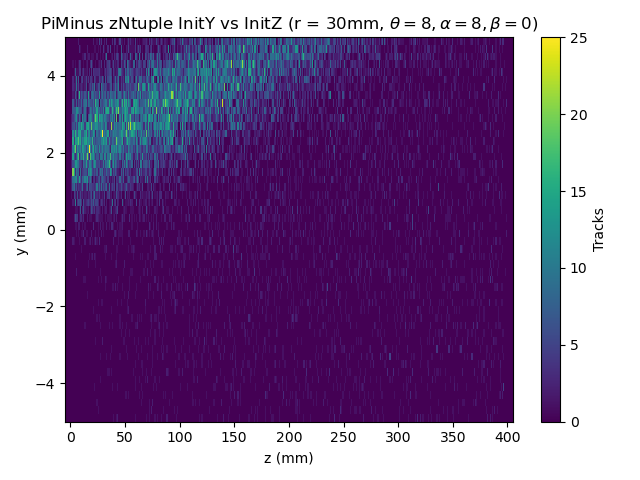 PiMinus zNtuple InitY vs InitZ (r = 30mm, θ = 8, α = 8, β = 0)
4
2
0
−2
−4
y (mm)
0 50 100 150 200 250 300 350 400
z (mm)
25
20
15
10
5
0
Tracks